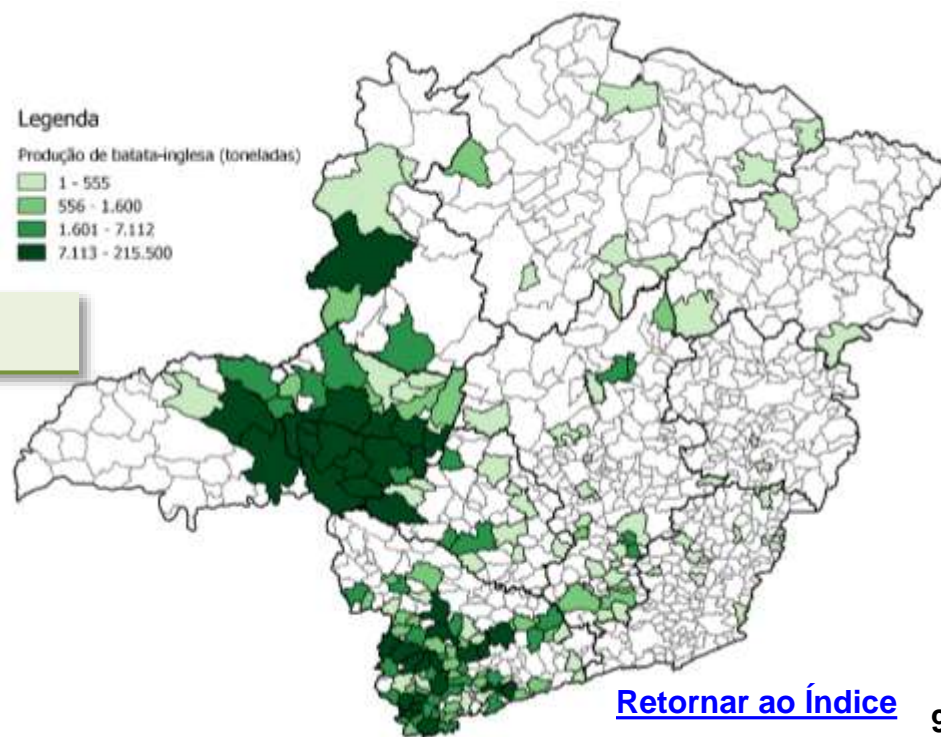 Legenda
Produção de batata-inglesa (toneladas)
1 - 555
556 - 1.600
1.601 - 7.112
7.113 - 215.500
Retornar ao Índice
9